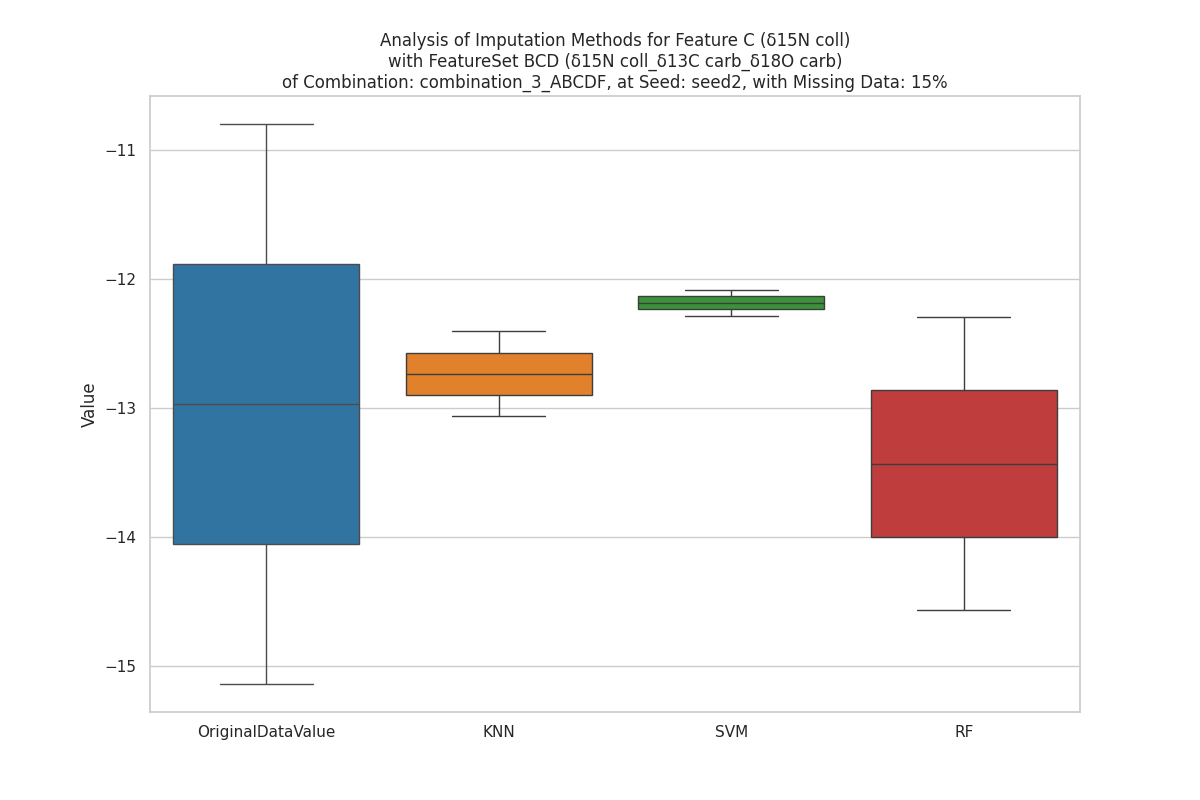 Analysis of Imputation Methods for Feature C (δ15N coll)
with FeatureSet BCD (δ15N coll_δ13C carb_δ18O carb)
of Combination: combination_3_ABCDF, at Seed: seed2, with Missing Data: 15%
−11
−12
−13
−14
−15
Value
OriginalDataValue
KNN
SVM
RF